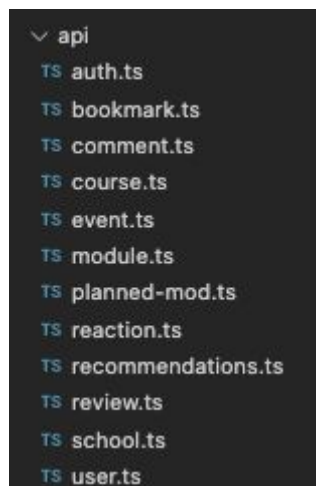 api
TS auth.ts
TS bookmark.ts
TS comment.ts
TS course.ts
TS event.ts
TS module.ts
TS planned-mod.ts
TS reaction.ts
TS recommendations.ts
TS review.ts
TS school.ts
TS user.ts